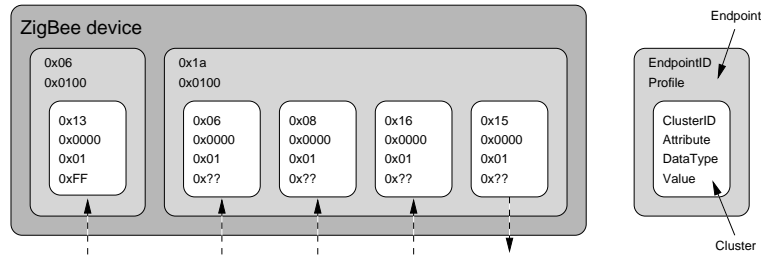 ZigBee device
0x06
0x0100
0x13
0x0000
0x01
0xFF
0x1a
0x0100
0x06
0x0000
0x01
0x??
0x08
0x0000
0x01
0x??
0x16
0x0000
0x01
0x??
0x15
0x0000
0x01
0x??
Endpoint
EndpointID
Profile
ClusterID
Attribute
DataType
Value
Cluster